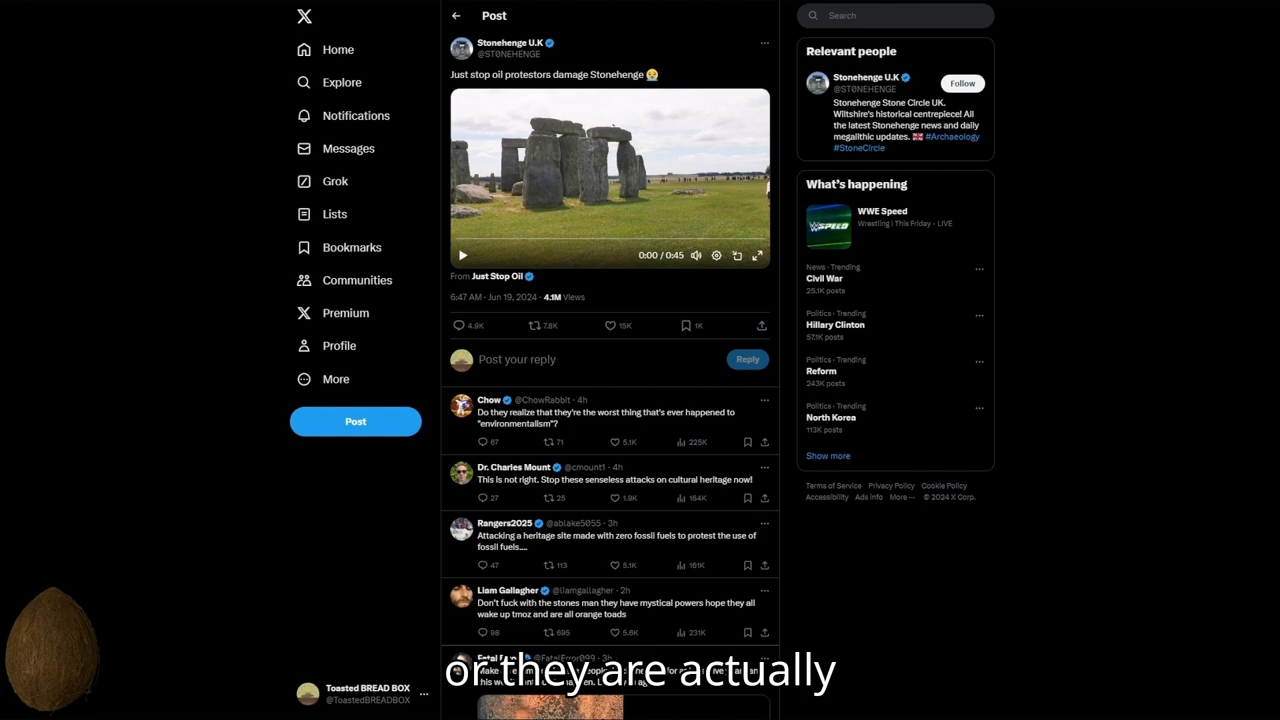 Home
Explore
Notifications
Messages
Grok
Lists
Bookmarks
Communities
Premium
Profile
More
Post
Toasted BREAD BOX
@ToastedBREADBOX
Post
Stonehenge U.K
@ST0NEHENGE
Just stop oil protestors damage Stonehenge 😭
0:00 / 0:45
From Just Stop Oil
6:47 AM · Jun 19, 2024 · 4.1M Views
4.9K 7.8K 15K 1K
Post your reply
Reply
Chow @ChowRabbit · 4h
Do they realize that they're the worst thing that's ever happened to
"environmentalism"?
67 71 5.1K 225K
Dr. Charles Mount @cmount1 · 4h
This is not right. Stop these senseless attacks on cultural heritage now!
27 25 1.9K 154K
Rangers2025 @ablake5055 · 3h
Attacking a heritage site made with zero fossil fuels to protest the use of
fossil fuels....
47 113 5.1K 161K
Liam Gallagher @liamgallagher · 2h
Don't fuck with the stones man they have mystical powers hope they all
wake up tmoz and are all orange toads
98 695 5.6K 231K
@FatalError099 · 3h
or they are actually
Search
Relevant people
Stonehenge U.K
@ST0NEHENGE
Follow
Stonehenge Stone Circle UK.
Wiltshire's historical centrepiece! All
the latest Stonehenge news and daily
megalithic updates. 🇬🇧 #Archaeology
#StoneCircle
What's happening
WWE Speed
Wrestling | This Friday · LIVE
SPEED
News · Trending
Civil War
25.1K posts
Politics · Trending
Hillary Clinton
57.1K posts
Politics · Trending
Reform
243K posts
Politics · Trending
North Korea
113K posts
Show more
Terms of Service Privacy Policy Cookie Policy
Accessibility Ads info More ··· © 2024 X Corp.